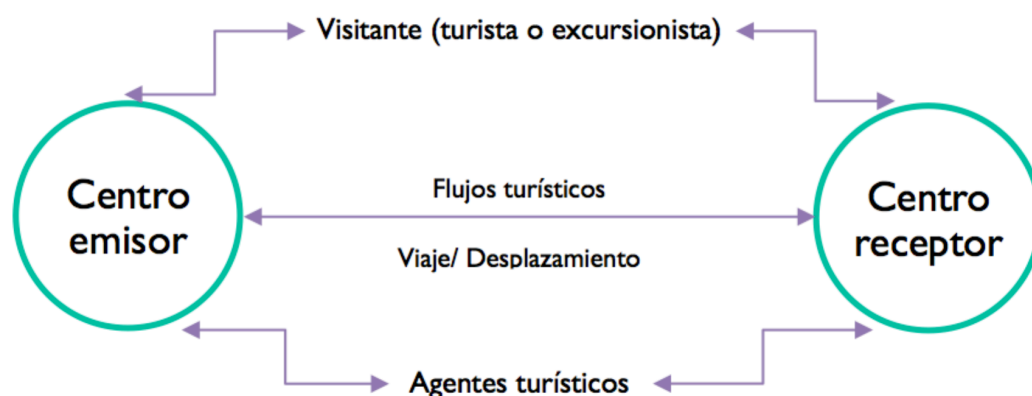 Visitante (turista o excursionista)
Centro
emisor
Flujos turísticos
Viaje/ Desplazamiento
Centro
receptor
Agentes turísticos